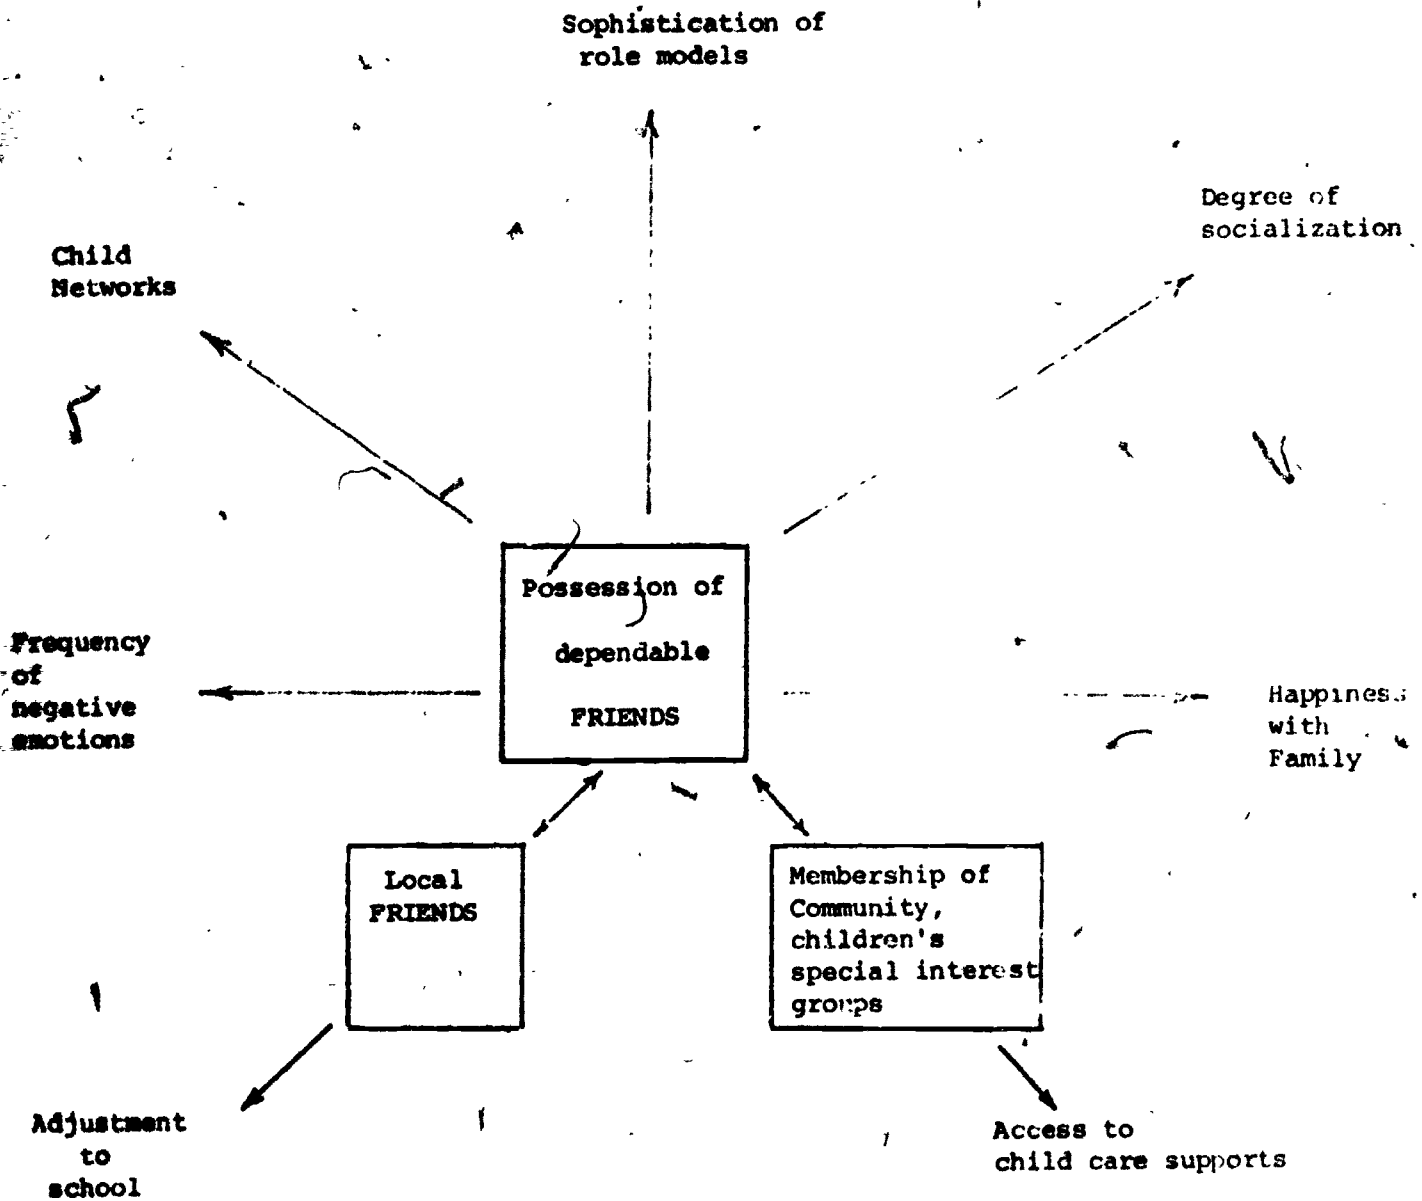 Sophistication of
role models
Degree of
socialization
Child
Networks
Possession of
dependable
FRIENDS
Frequency
of
negative
emotions
Happiness
with
Family
Local
FRIENDS
Membership of
Community,
children's
special interest
groups
Adjustment
to
school
Access to
child care supports